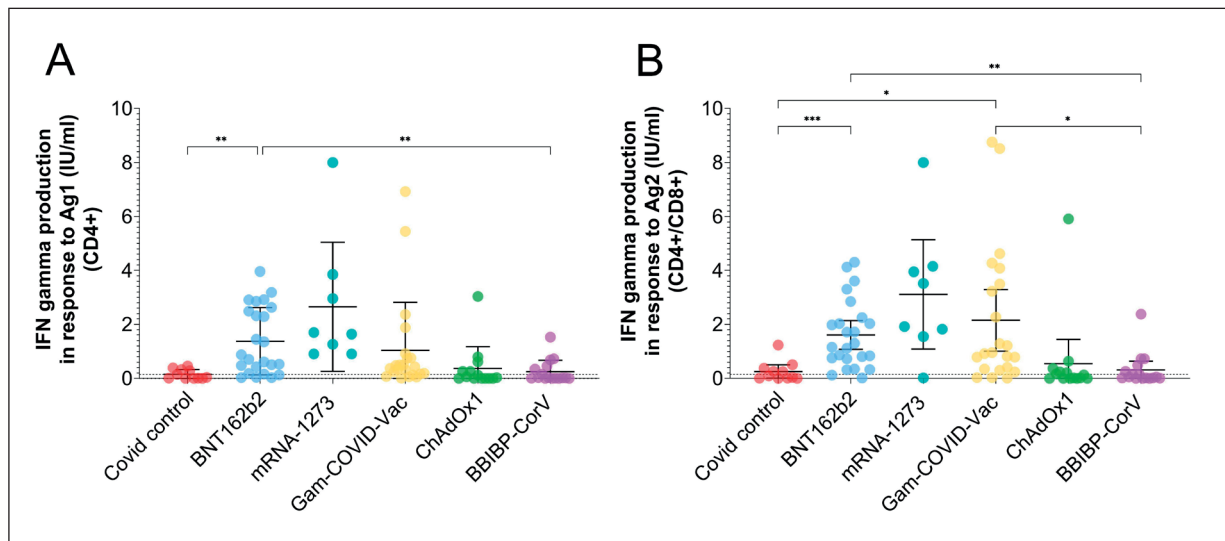 A
IFN gamma production
in response to Ag1 (IU/ml)
(CD4+)
10
8
6
4
2
0
**
**
Covid control
BNT162b2
mRNA-1273
Gam-COVID-Vac
ChAdOx1
BBIBP-CorV
B
IFN gamma production
in response to Ag2 (IU/ml)
(CD4+/CD8+)
10
8
6
4
2
0
**
*
***
*
Covid control
BNT162b2
mRNA-1273
Gam-COVID-Vac
ChAdOx1
BBIBP-CorV